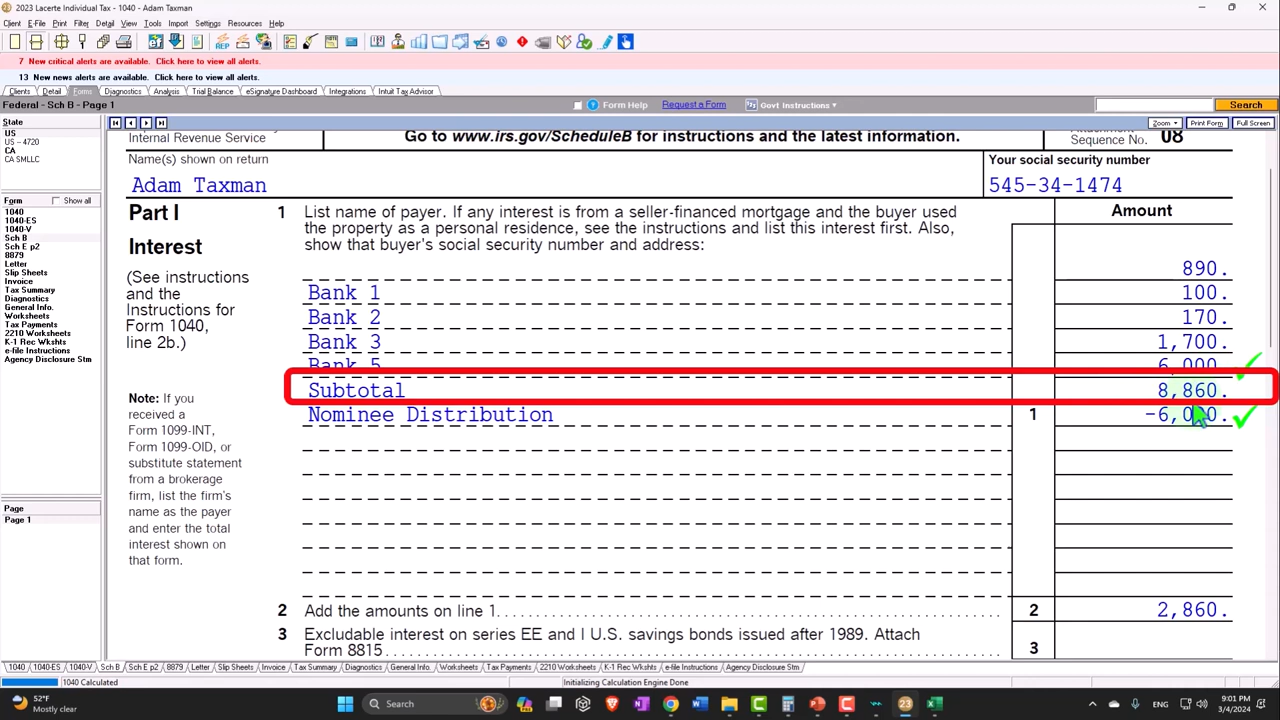 2023 Lacerte Individual Tax - 1040 - Adam Taxman
Client E-File Print Filter Detail View Tools Import Settings Resources Help
7 New critical alerts are available. Click here to view all alerts.
13 New news alerts are available. Click here to view all alerts.
Clients Detail Forms Diagnostics Analysis Trial Balance eSignature Dashboard Integrations Intuit Tax Advisor
Federal - Sch B - Page 1
Form Help Request a Form Govt Instructions Search
State
US
US - 4720
CA
CA SMLLC
Form Show all
1040
1040-ES
1040-V
Sch B
Sch E p2
8879
Letter
Slip Sheets
Invoice
Tax Summary
Diagnostics
General Info.
Worksheets
Tax Payments
2210 Worksheets
K-1 Rec Wkshts
e-file Instructions
Agency Disclosure Stm
Page
Page 1
Zoom Print Form Full Screen
Internal Revenue Service
Go to www.irs.gov/ScheduleB for instructions and the latest information.
Sequence No. 08
Name(s) shown on return
Your social security number
Adam Taxman
545-34-1474
Part I
Interest
(See instructions
and the
Instructions for
Form 1040,
line 2b.)
Note: If you
received a
Form 1099-INT,
Form 1099-OID, or
substitute statement
from a brokerage
firm, list the firm's
name as the payer
and enter the total
interest shown on
that form.
1 List name of payer. If any interest is from a seller-financed mortgage and the buyer used
the property as a personal residence, see the instructions and list this interest first. Also,
show that buyer's social security number and address:
Amount
890.
Bank 1 100.
Bank 2 170.
Bank 3 1,700.
Bank 5 6,000.
Subtotal 8,860.
Nominee Distribution 1
2 Add the amounts on line 1 2 2,860.
3 Excludable interest on series EE and I U.S. savings bonds issued after 1989. Attach
Form 8815 3
1040 1040-ES 1040-V Sch B Sch E p2 8879 Letter Slip Sheets Invoice Tax Summary Diagnostics General Info. Worksheets Tax Payments 2210 Worksheets K-1 Rec Wkshts e-file Instructions Agency Disclosure Stm
1040 Calculated
Initializing Calculation Engine Done
52°F
Mostly clear
Search
23
9:01 PM
3/4/2024